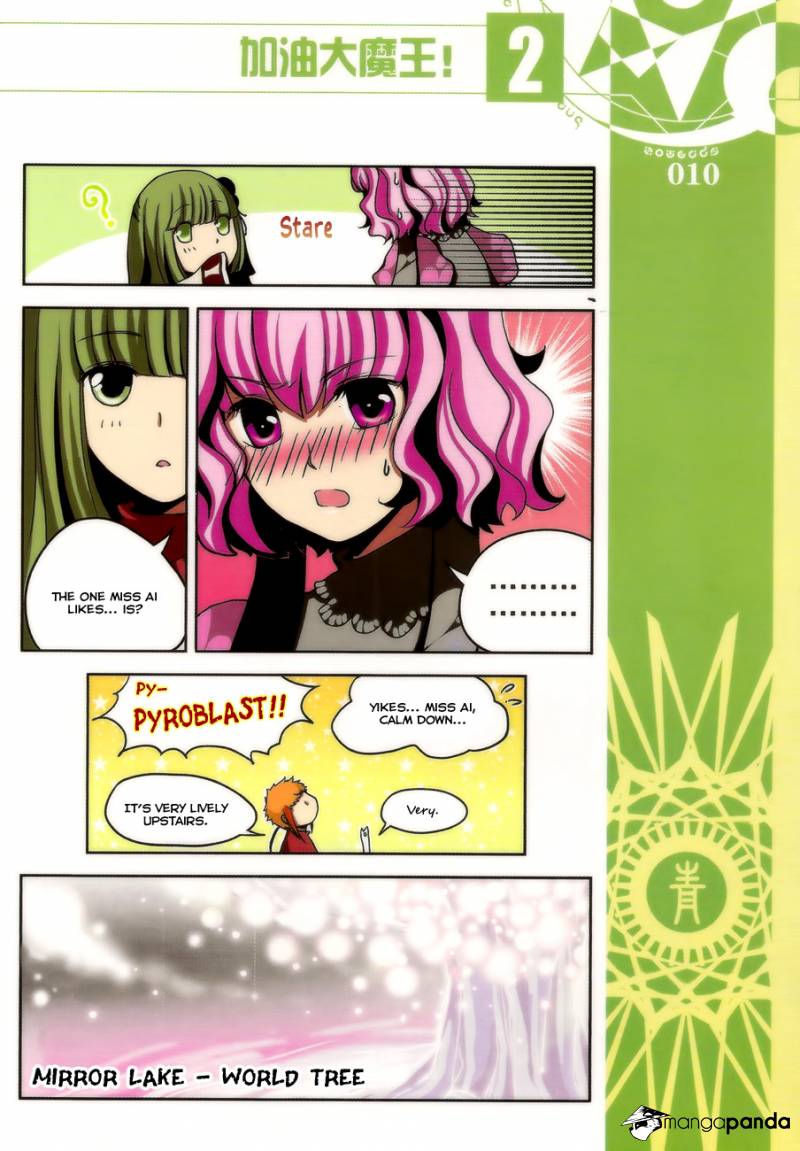 加油大魔王!
2
010
?
Stare
THE ONE MISS AI
LIKES... IS?
..........
..........
PY-
PYROBLAST!!
YIKES... MISS AI,
CALM DOWN...
IT'S VERY LIVELY
UPSTAIRS.
Very.
青
MIRROR LAKE - WORLD TREE
mangapanda